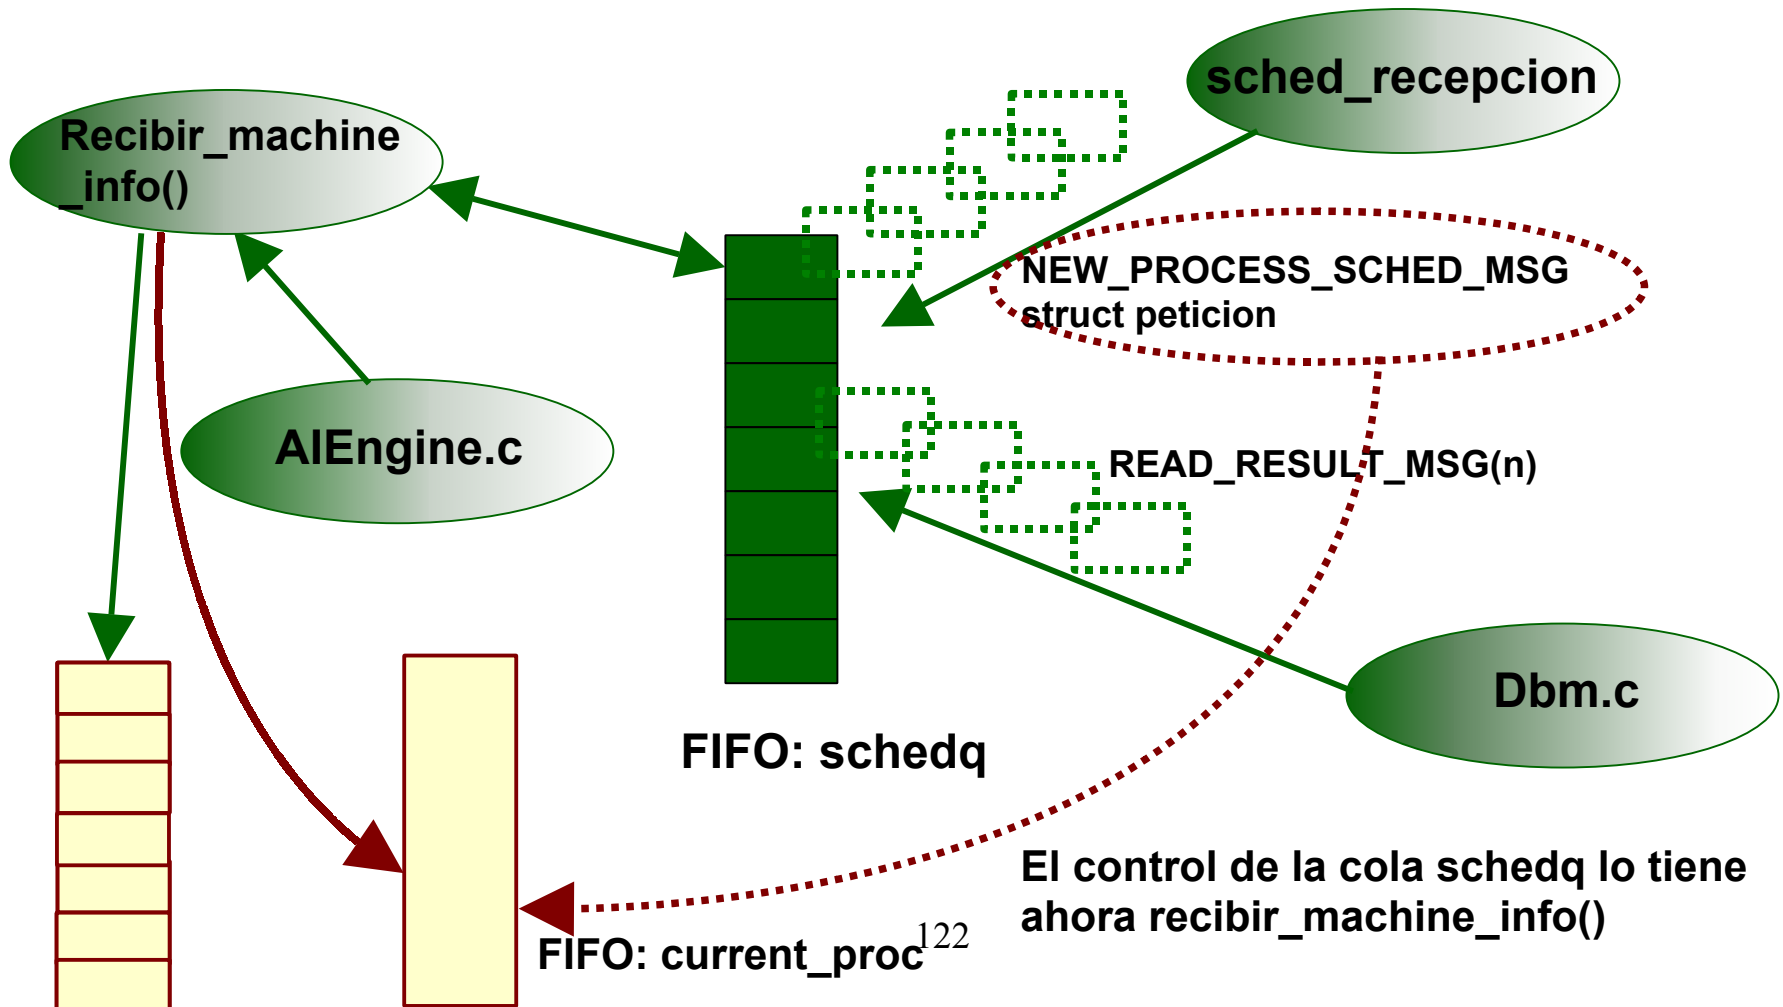 sched_recepcion
Recibir_machine
_info()
NEW_PROCESS_SCHED_MSG
struct peticion
AIEngine.c
READ_RESULT_MSG(n)
Dbm.c
FIFO: schedq
El control de la cola schedq lo tiene
ahora recibir_machine_info()
FIFO: current_proc
122